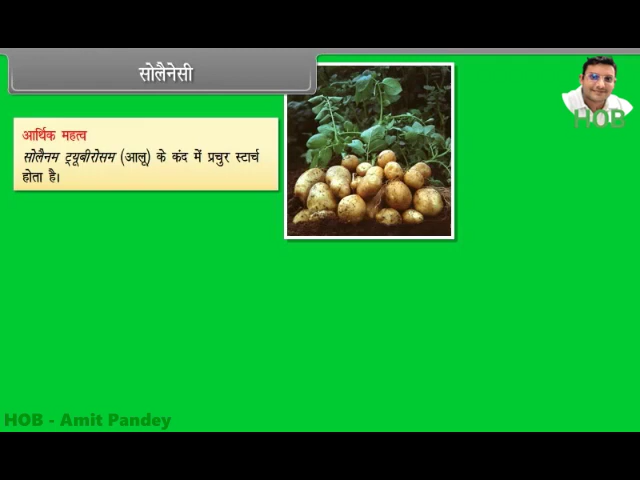 सोलैनेसी
HOB
आर्थिक महत्व
सोलैनम ट्यूबीरोसम (आलू) के कंद में प्रचुर स्टार्च
होता है।
HOB - Amit Pandey